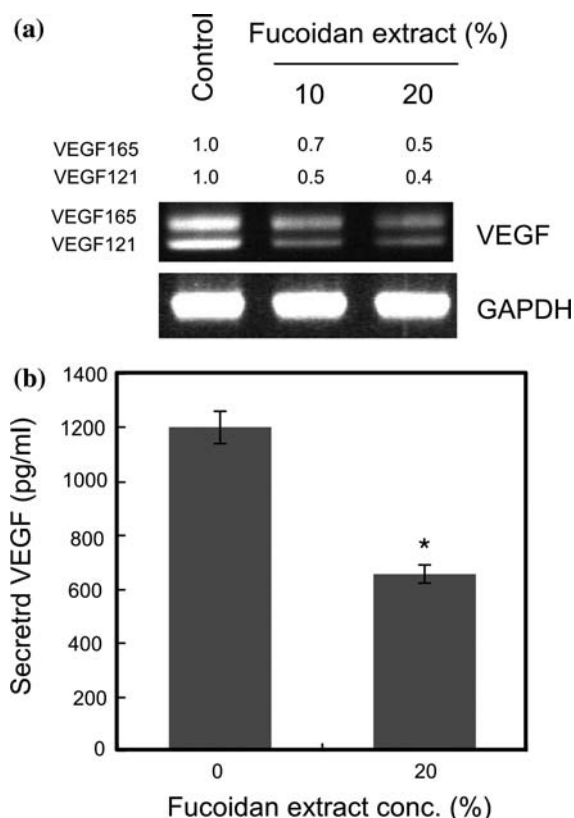 (a)
Control
Fucoidan extract (%)
10 20
VEGF165 1.0 0.7 0.5
VEGF121 1.0 0.5 0.4
VEGF165
VEGF121
VEGF
GAPDH
(b)
Secretrd VEGF (pg/ml)
1400
1200
1000
800
600
400
200
0
*
0 20
Fucoidan extract conc. (%)